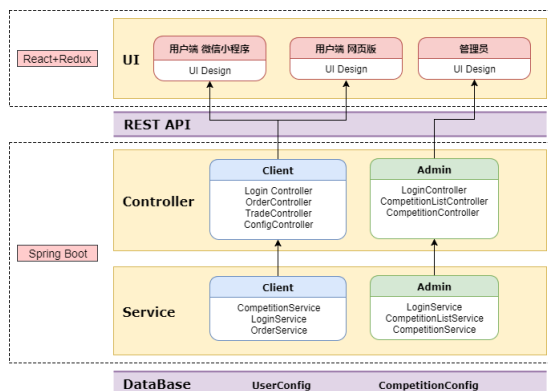 React+Redux
UI
用户端 微信小程序
UI Design
用户端 网页版
UI Design
管理员
UI Design
REST API
Spring Boot
Controller
Client
Login Controller
OrderController
TradeController
ConfigController
Admin
LoginController
CompetitionListController
CompetitionController
Service
Client
CompetitionService
LoginService
OrderService
Admin
LoginService
CompetitionListService
CompetitionService
DataBase
UserConfig
CompetitionConfig